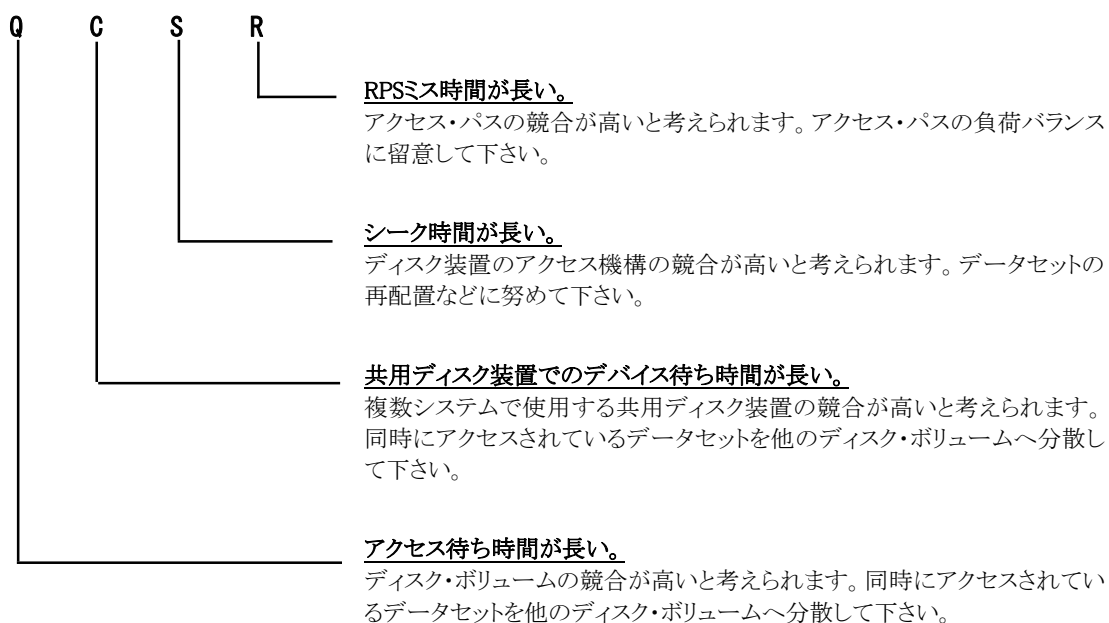 Q C S R
RPSミス時間が長い。
アクセス・パスの競合が高いと考えられます。アクセス・パスの負荷バランス
に留意して下さい。
シーク時間が長い。
ディスク装置のアクセス機構の競合が高いと考えられます。データセットの
再配置などに努めて下さい。
共用ディスク装置でのデバイス待ち時間が長い。
複数システムで使用する共用ディスク装置の競合が高いと考えられます。
同時にアクセスされているデータセットを他のディスク・ボリュームへ分散し
て下さい。
アクセス待ち時間が長い。
ディスク・ボリュームの競合が高いと考えられます。同時にアクセスされてい
るデータセットを他のディスク・ボリュームへ分散して下さい。